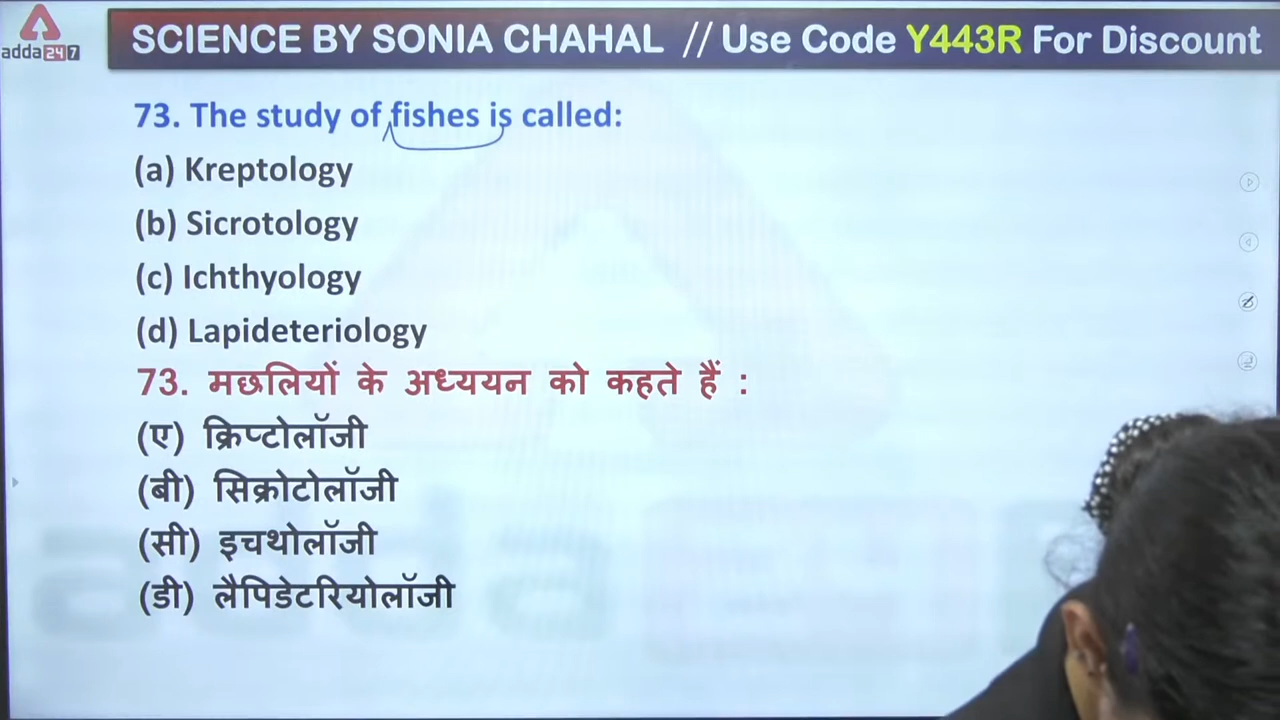 adda247
SCIENCE BY SONIA CHAHAL // Use Code Y443R For Discount
73. The study of fishes is called:
(a) Kreptology
(b) Sicrotology
(c) Ichthyology
(d) Lapideteriology
73. मछलियों के अध्ययन को कहते हैं :
(ए) क्रिप्टोलॉजी
(बी) सिक्रोटोलॉजी
(सी) इचथोलॉजी
(डी) लैपिडेटरियोलॉजी
adda